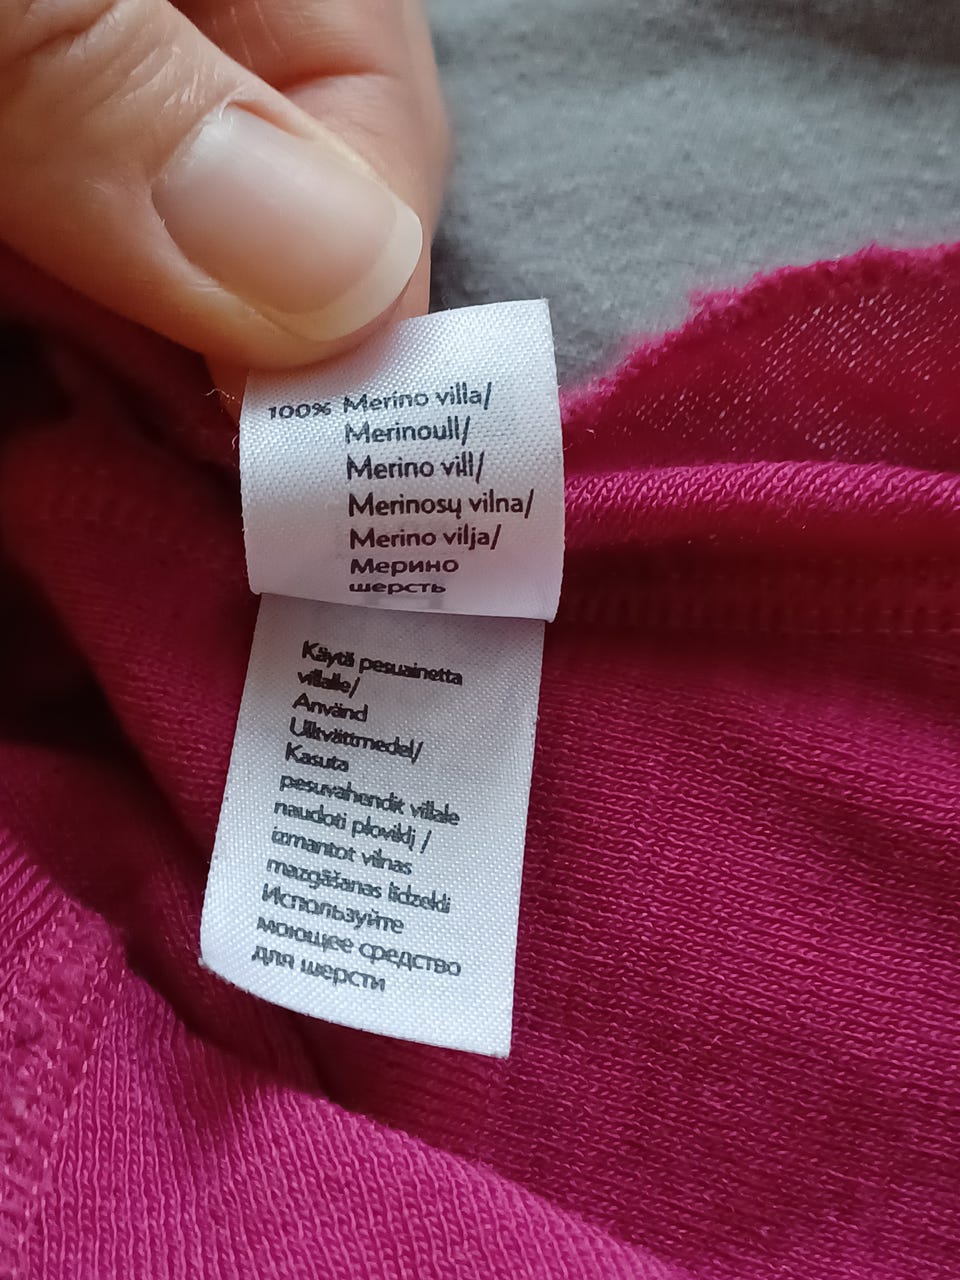 100% Merino villa/
Merinoull/
Merino vill/
Merinosų vilna/
Merino vilja/
Мерино
шерсть
Käytä pesuainetta
villalle/
Använd
Ulltvättmedel/
Kasuta
pesuvahendit villale
naudoti ploviklį /
izmantot vilnas
mazgāšanas līdzekli
Используйте
моющее средство
для шерсти